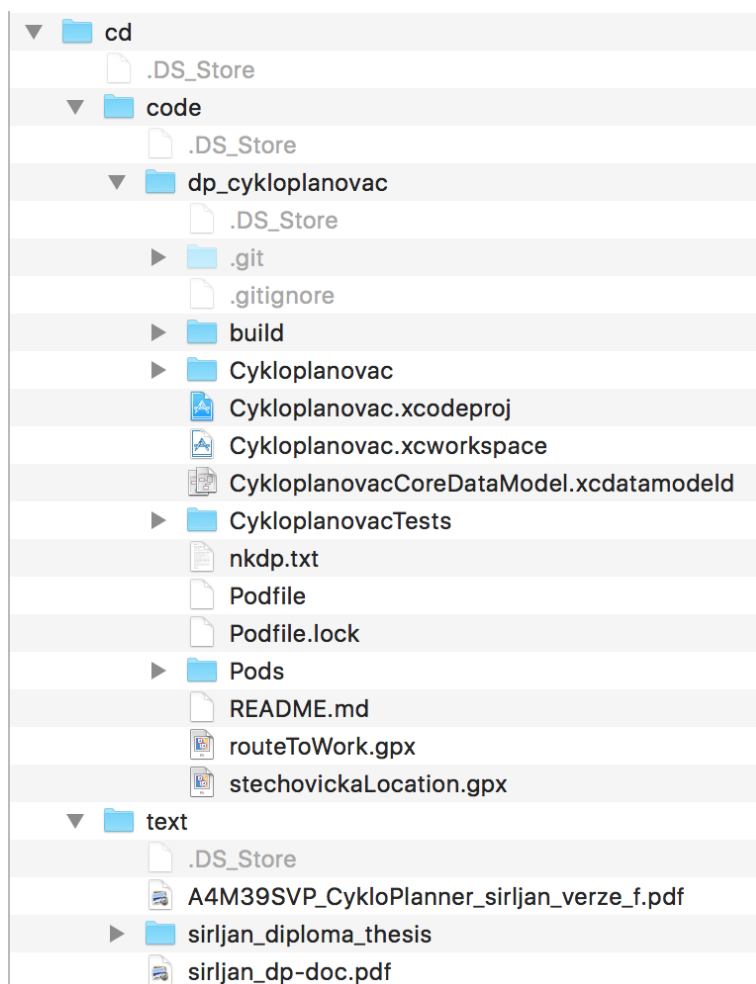 cd
.DS_Store
code
.DS_Store
dp_cykloplanovac
.DS_Store
.git
.gitignore
build
Cykloplanovac
Cykloplanovac.xcodeproj
Cykloplanovac.xcworkspace
CykloplanovacCoreDataModel.xcdatamodeld
CykloplanovacTests
nkdp.txt
Podfile
Podfile.lock
Pods
README.md
routeToWork.gpx
stechovickaLocation.gpx
text
.DS_Store
A4M39SVP_CykloPlanner_sirljan_verze_f.pdf
sirljan_diploma_thesis
sirljan_dp-doc.pdf